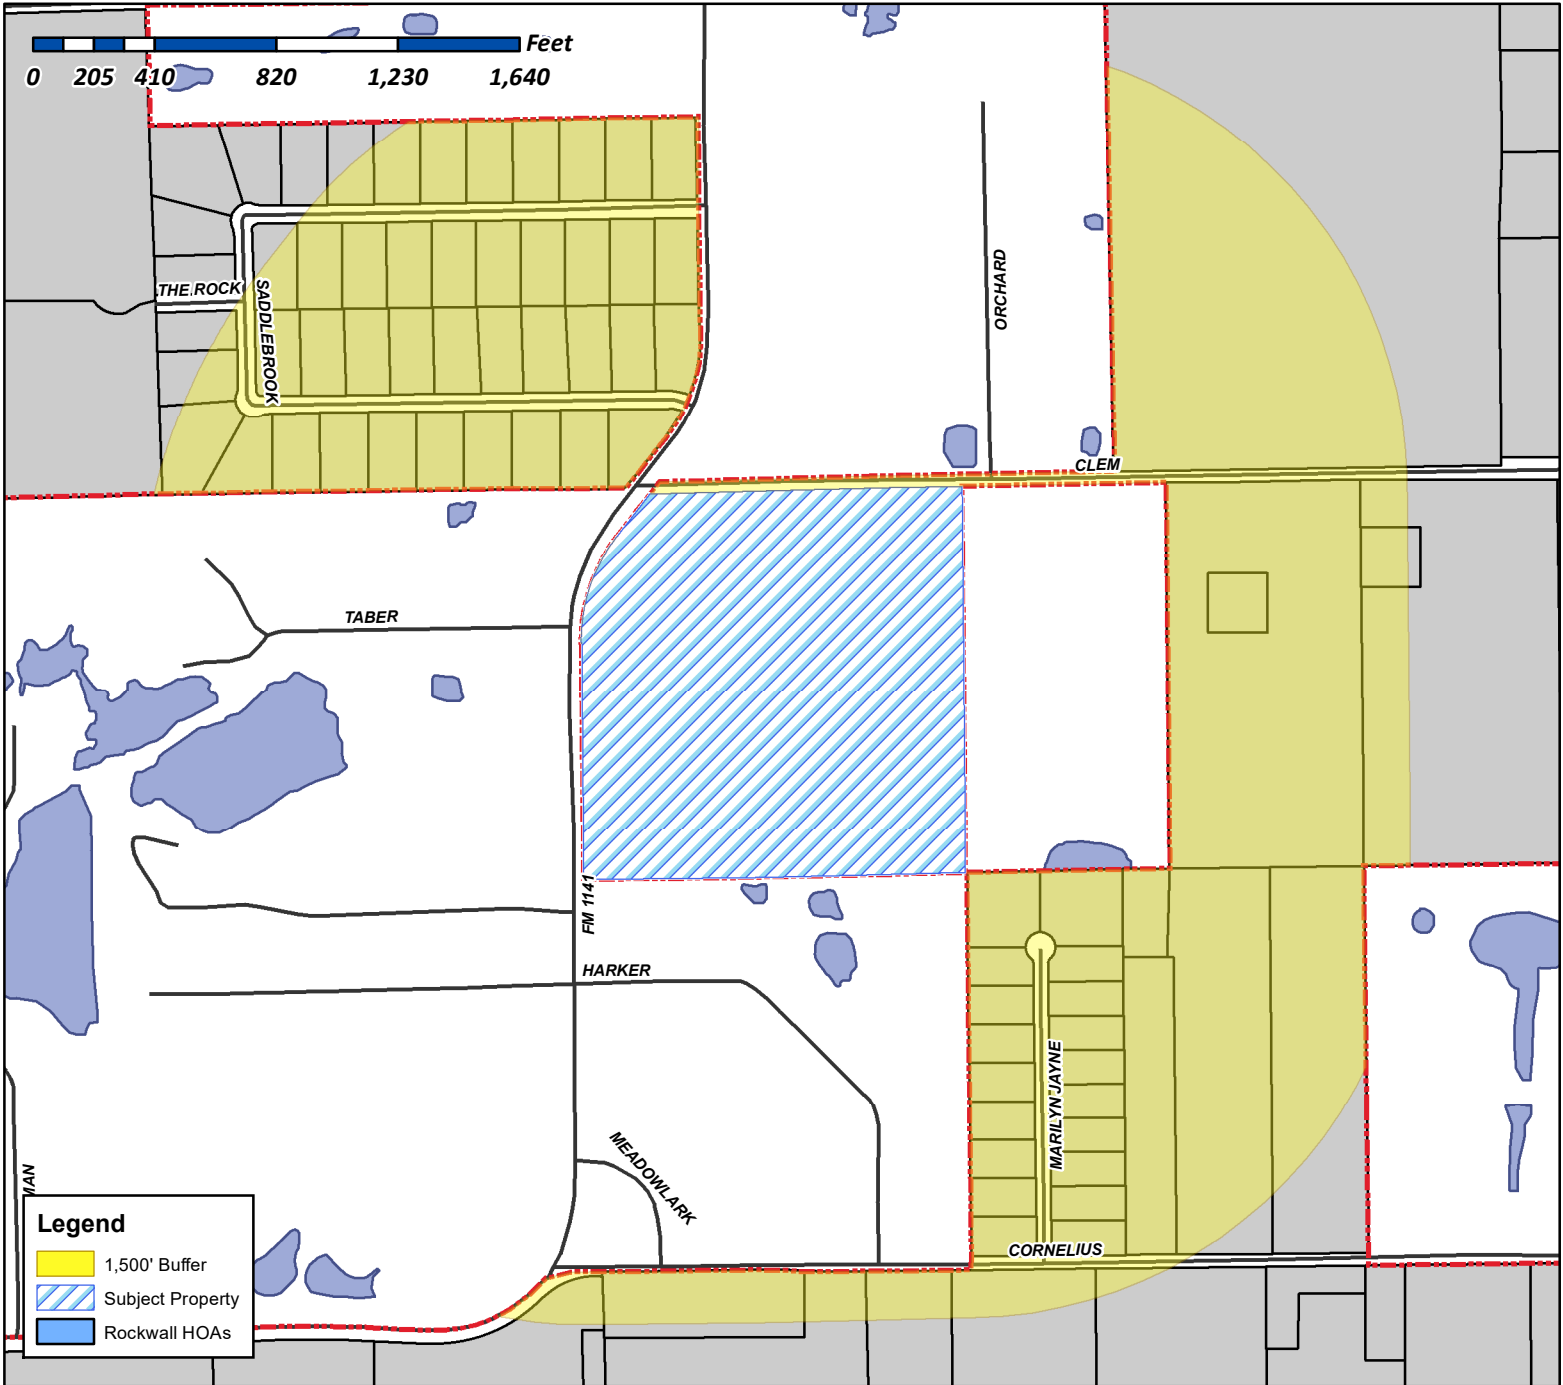 Feet
0 205 410 820 1,230 1,640
THE ROCK
SADDLEBROOK
ORCHARD
CLEM
TABER
FM 1141
HARKER
MEADOWLARK
MARILYN JAYNE
CORNELIUS
MAN
Legend
1,500' Buffer
Subject Property
Rockwall HOAs